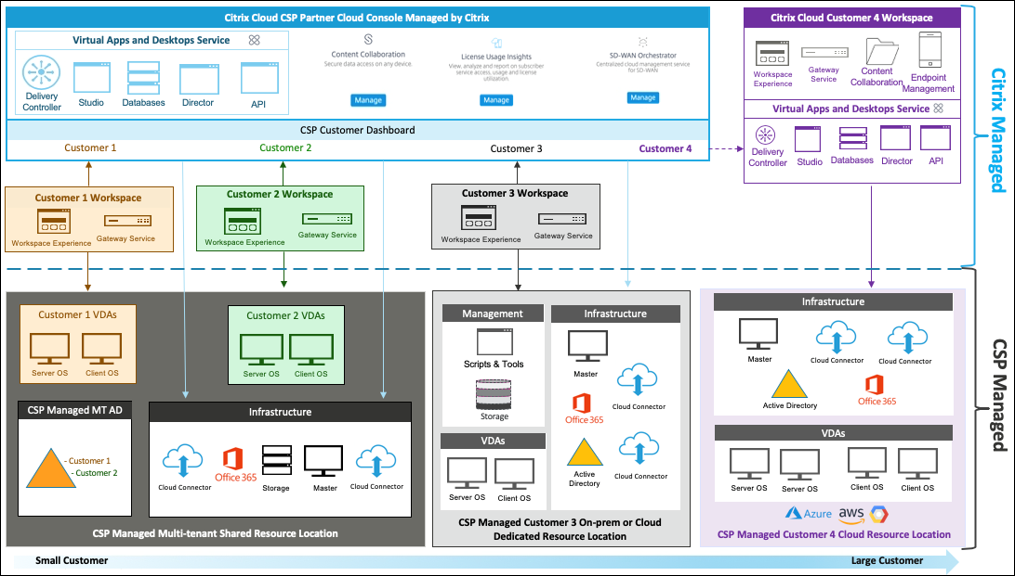 Citrix Cloud CSP Partner Cloud Console Managed by Citrix
Virtual Apps and Desktops Service
Delivery
Controller
Studio
Databases
Director
API
Content Collaboration
Secure data access on any device.
Manage
License Usage Insights
View, analyze and report on subscriber
service access, usage and license
utilization
Manage
SD-WAN Orchestrator
Centralized cloud management service
for SD-WAN
Manage
CSP Customer Dashboard
Customer 1
Customer 2
Customer 3
Customer 4
Citrix Cloud Customer 4 Workspace
Workspace
Experience
Gateway
Service
Content
Collaboration
Endpoint
Management
Virtual Apps and Desktops Service
Delivery
Controller
Studio
Databases
Director
API
Citrix Managed
Customer 1 Workspace
Workspace Experience
Gateway Service
Customer 2 Workspace
Workspace Experience
Gateway Service
Customer 3 Workspace
Workspace Experience
Gateway Service
CSP Managed
Customer 1 VDAs
Server OS
Client OS
Customer 2 VDAs
Server OS
Client OS
CSP Managed MT AD
- Customer 1
- Customer 2
Infrastructure
Cloud Connector
Office 365
Storage
Master
Cloud Connector
CSP Managed Multi-tenant Shared Resource Location
Management
Scripts & Tools
Storage
VDAs
Server OS
Client OS
Infrastructure
Master
Cloud Connector
Office 365
Active
Directory
Cloud Connector
CSP Managed Customer 3 On-prem or Cloud
Dedicated Resource Location
Infrastructure
Master
Cloud Connector
Cloud Connector
Active Directory
Office 365
VDAs
Server OS
Server OS
Client OS
Client OS
Azure
aws
CSP Managed Customer 4 Cloud Resource Location
Small Customer
Large Customer